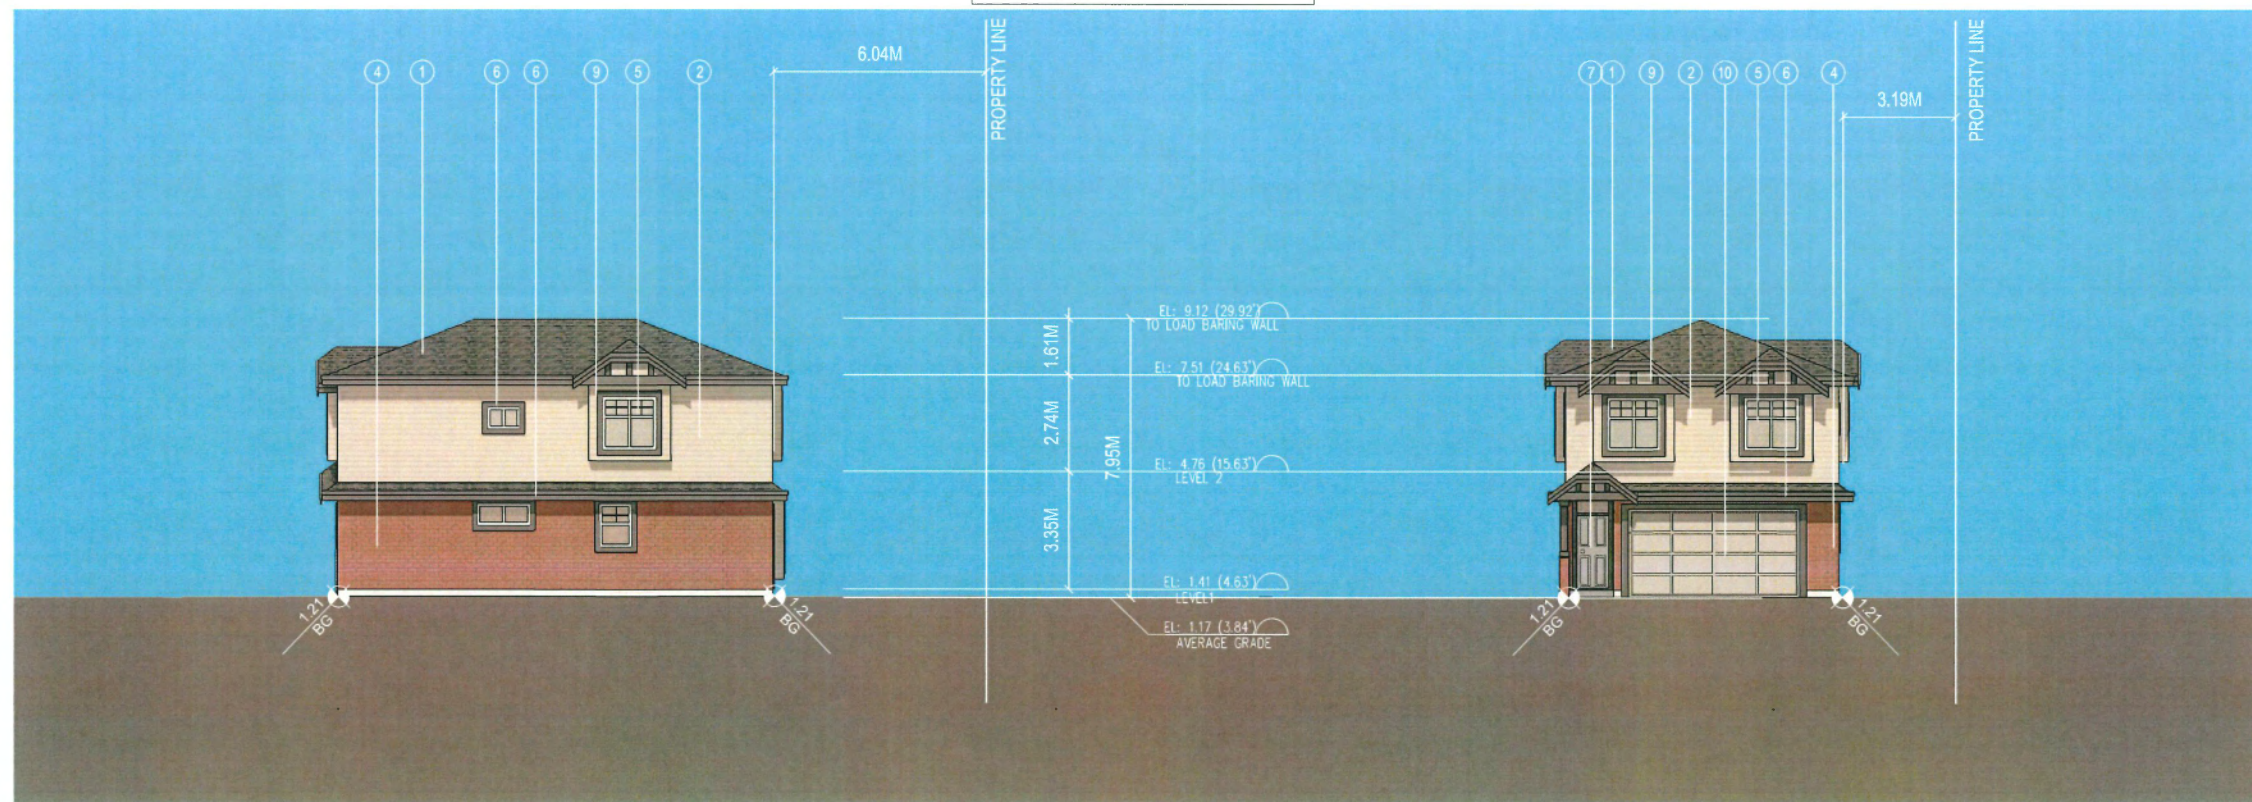 6.04M
PROPERTY LINE
PROPERTY LINE
4 1 6 6 9 5 2
7 1 9 2 10 5 6 4
3.19M
EL: 9.12 (29.92')
TO LOAD BARING WALL
1.61M
EL: 7.51 (24.63')
TO LOAD BARING WALL
2.74M
7.95M
EL: 4.76 (15.63')
LEVEL 2
3.35M
EL: 1.41 (4.63')
LEVEL1
1.21
BG
1.21
BG
1.21
BG
1.21
BG
EL: 1.17 (3.84')
AVERAGE GRADE